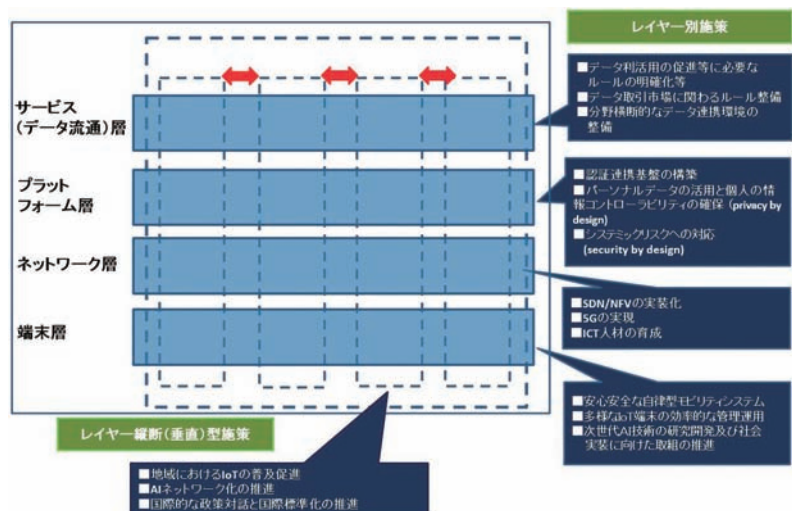 レイヤー別施策
サービス
(データ流通)層
■データ利活用の促進等に必要な
ルールの明確化等
■データ取引市場に関わるルール整備
■分野横断的なデータ連携環境の
整備
プラット
フォーム層
■認証連携基盤の構築
■パーソナルデータの活用と個人の情
報コントローラビリティの確保 (privacy by
design)
■システミックリスクへの対応
(security by design)
ネットワーク層
■SDN/NFVの実装化
■5Gの実現
■ICT人材の育成
端末層
■安心安全な自律型モビリティシステム
■多様なIoT端末の効率的な管理運用
■次世代AI技術の研究開発及び社会
実装に向けた取組の推進
レイヤー縦断(垂直)型施策
■地域におけるIoTの普及促進
■AIネットワーク化の推進
■国際的な政策対話と国際標準化の推進